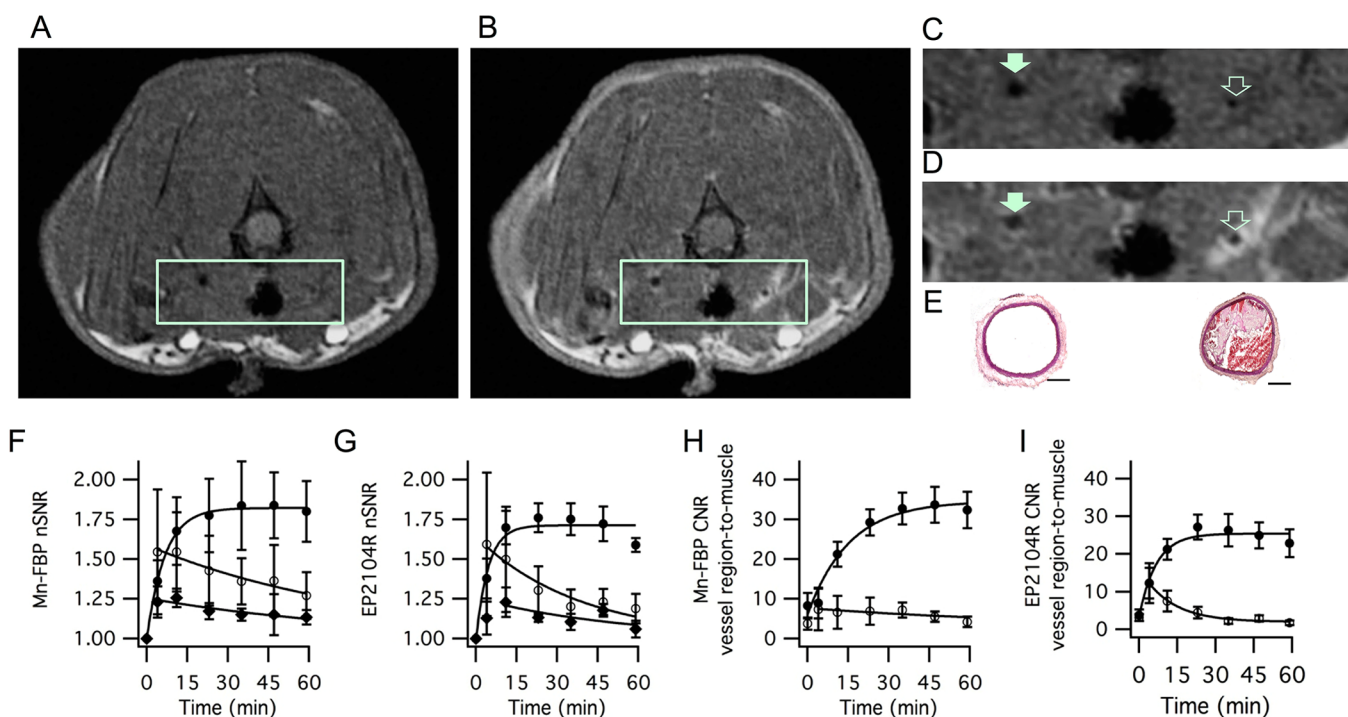 A
B
C
D
E
F
G
H
I
Mn-FBP nSNR
2.00
1.75
1.50
1.25
1.00
0 15 30 45 60
Time (min)
EP2104R nSNR
2.00
1.75
1.50
1.25
1.00
0 15 30 45 60
Time (min)
Mn-FBP CNR
vessel region-to-muscle
40
30
20
10
0
0 15 30 45 60
Time (min)
EP2104R CNR
vessel region-to-muscle
40
30
20
10
0
0 15 30 45 60
Time (min)